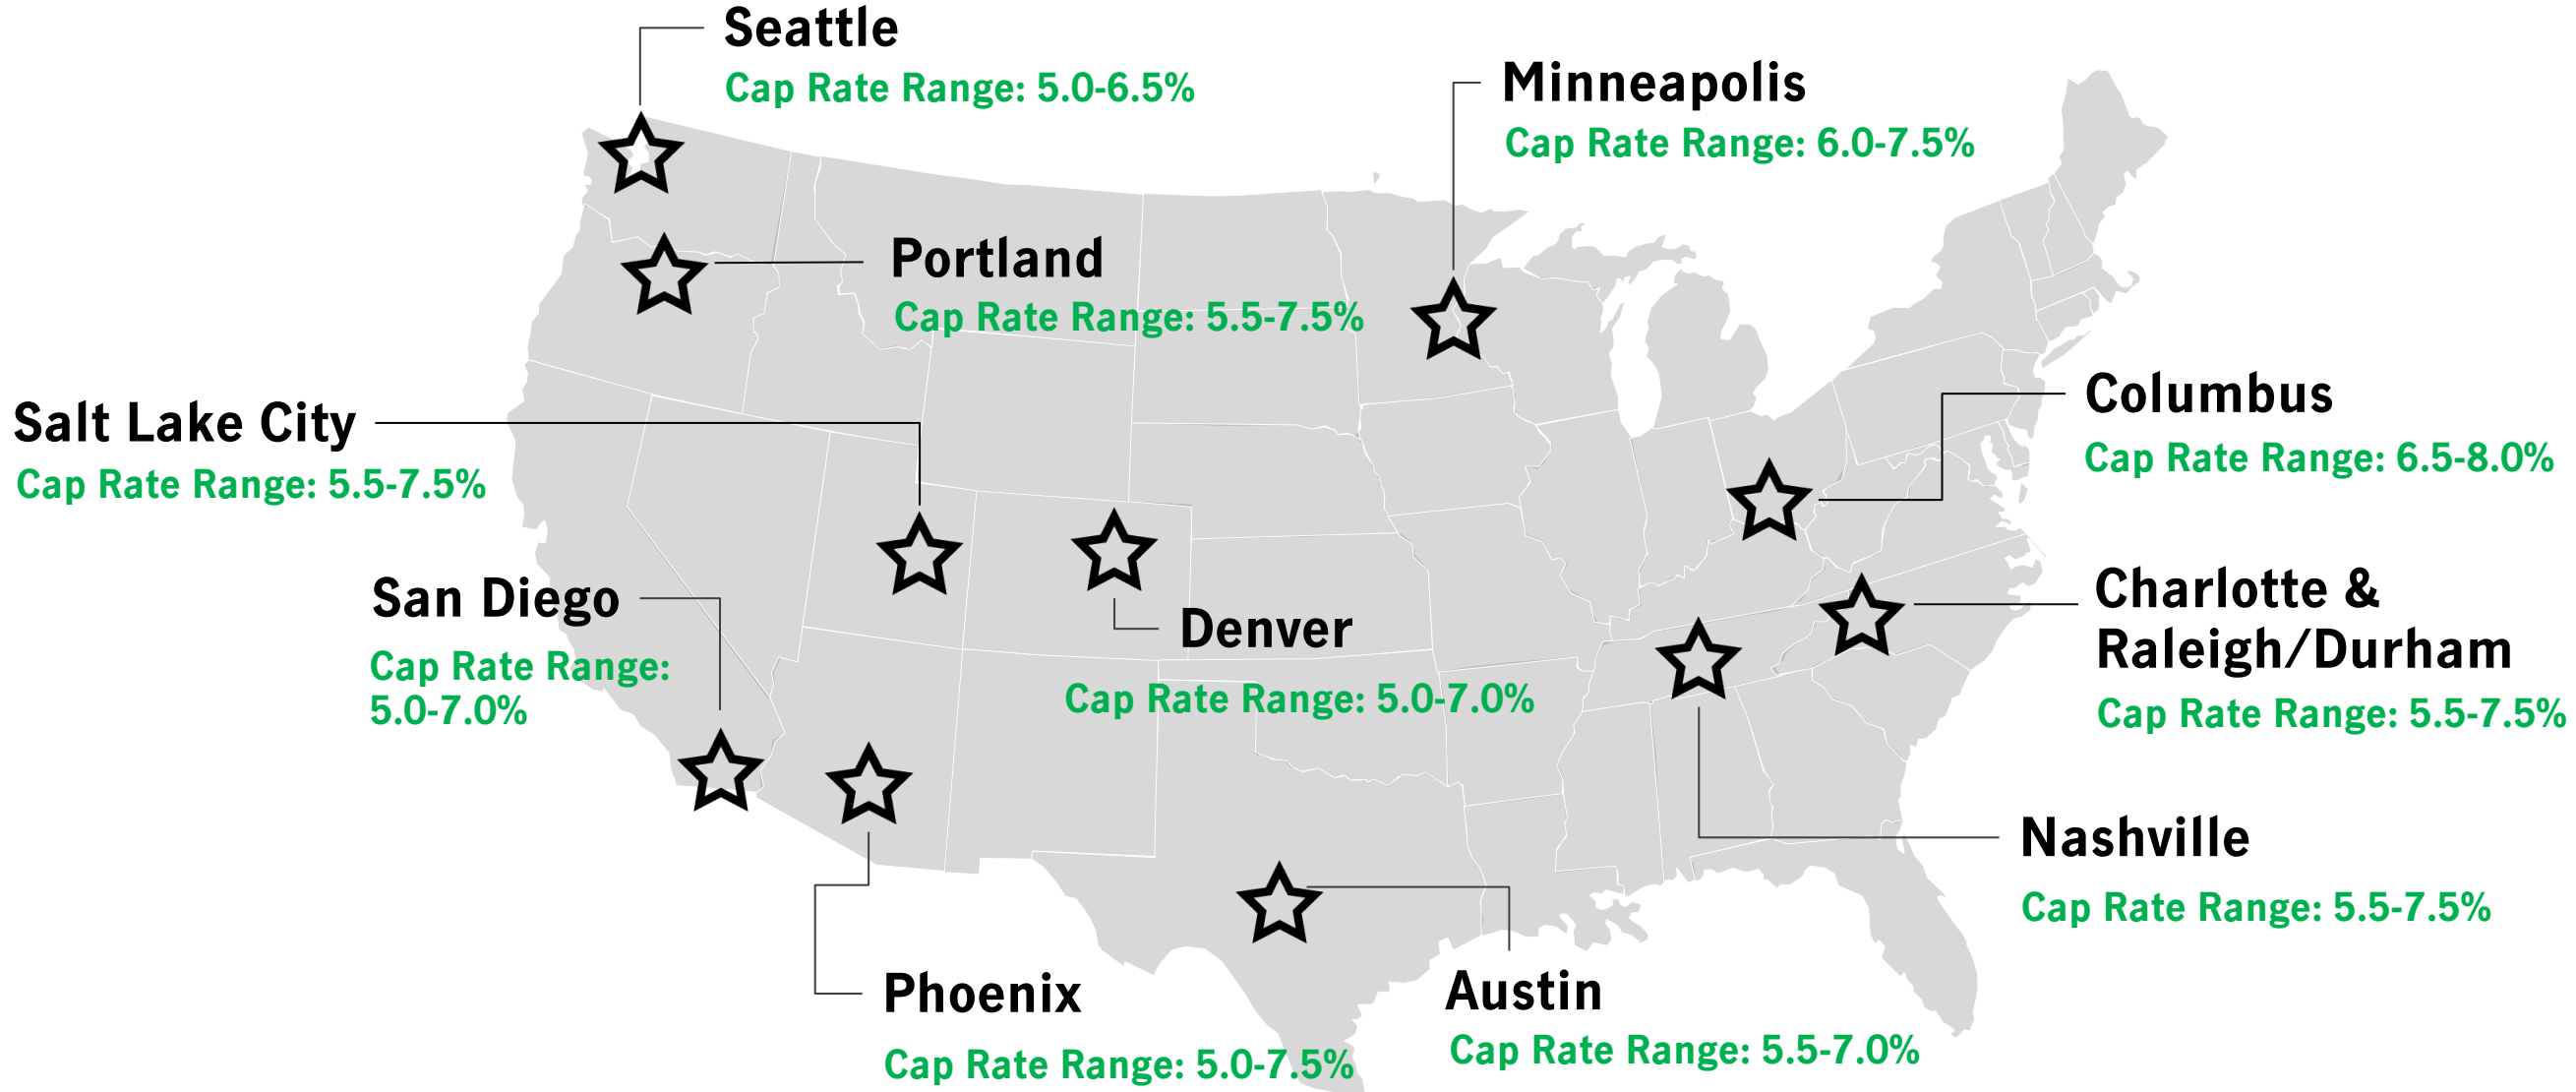 Seattle
Cap Rate Range: 5.0-6.5%
Minneapolis
Cap Rate Range: 6.0-7.5%
Portland
Cap Rate Range: 5.5-7.5%
Columbus
Cap Rate Range: 6.5-8.0%
Salt Lake City
Cap Rate Range: 5.5-7.5%
San Diego
Cap Rate Range:
5.0-7.0%
Denver
Cap Rate Range: 5.0-7.0%
Charlotte &
Raleigh/Durham
Cap Rate Range: 5.5-7.5%
Nashville
Cap Rate Range: 5.5-7.5%
Phoenix
Cap Rate Range: 5.0-7.5%
Austin
Cap Rate Range: 5.5-7.0%